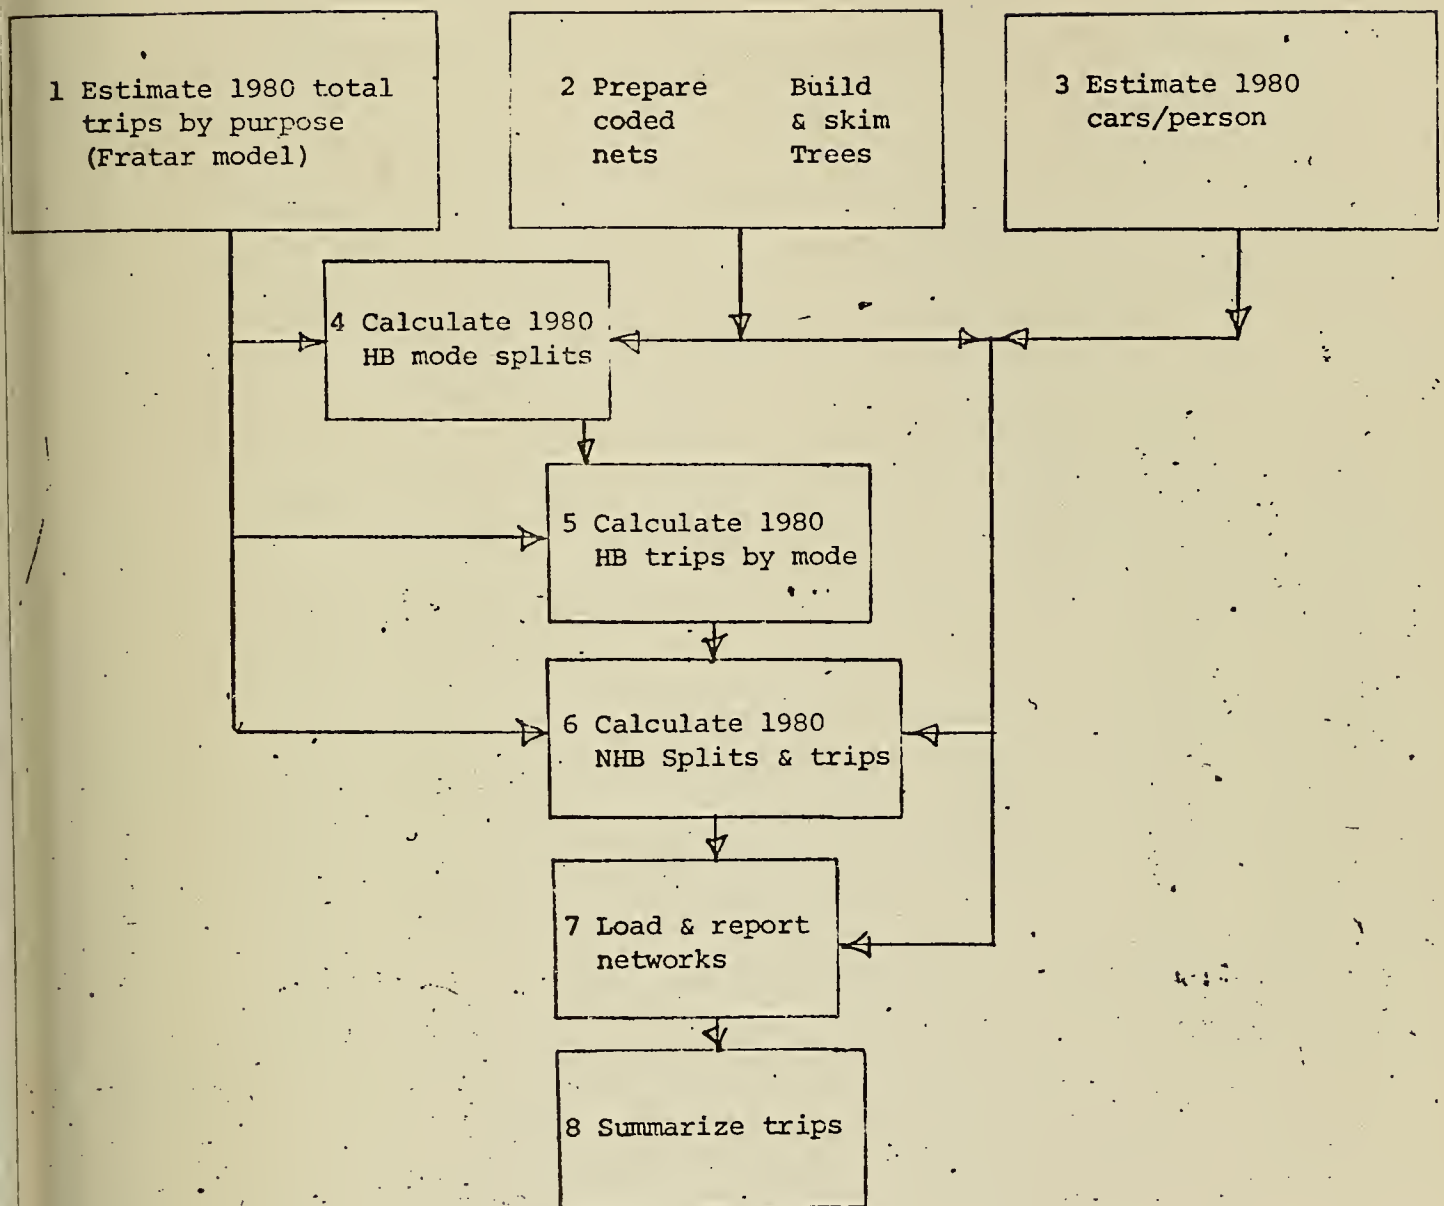 1 Estimate 1980 total
trips by purpose
(Fratar model)
2 Prepare
coded
nets
Build
& skim
Trees
3 Estimate 1980
cars/person
4 Calculate 1980
HB mode splits
5 Calculate 1980
HB trips by mode
6 Calculate 1980
NHB Splits & trips
7 Load & report
networks
8 Summarize trips